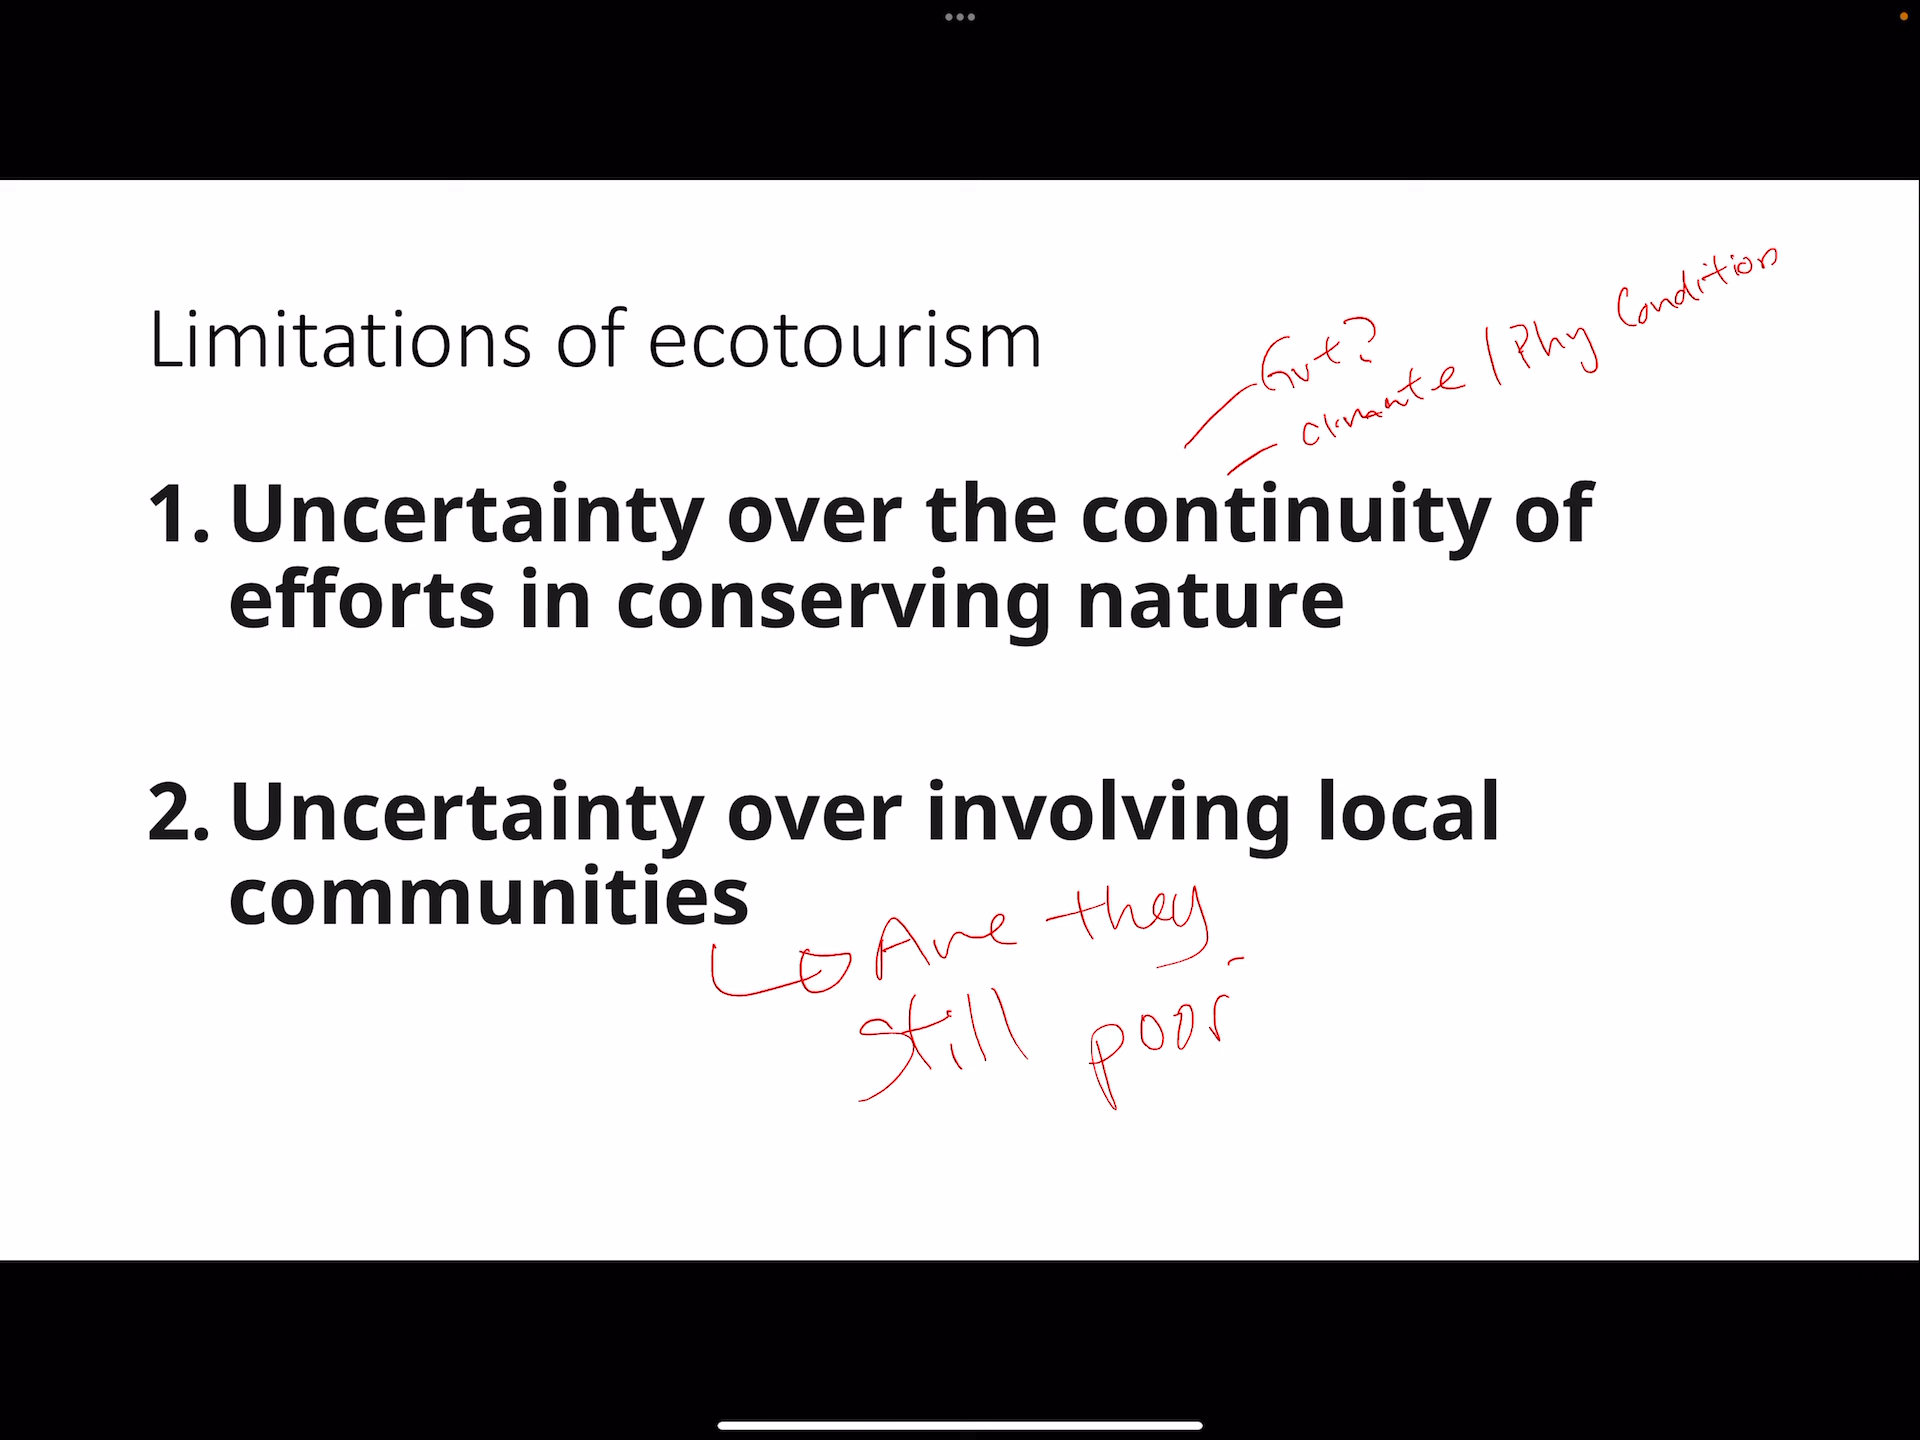 Limitations of ecotourism
Gvt?
Climate / Phy Condition
1. Uncertainty over the continuity of
efforts in conserving nature
2. Uncertainty over involving local
communities
Are they
still poor